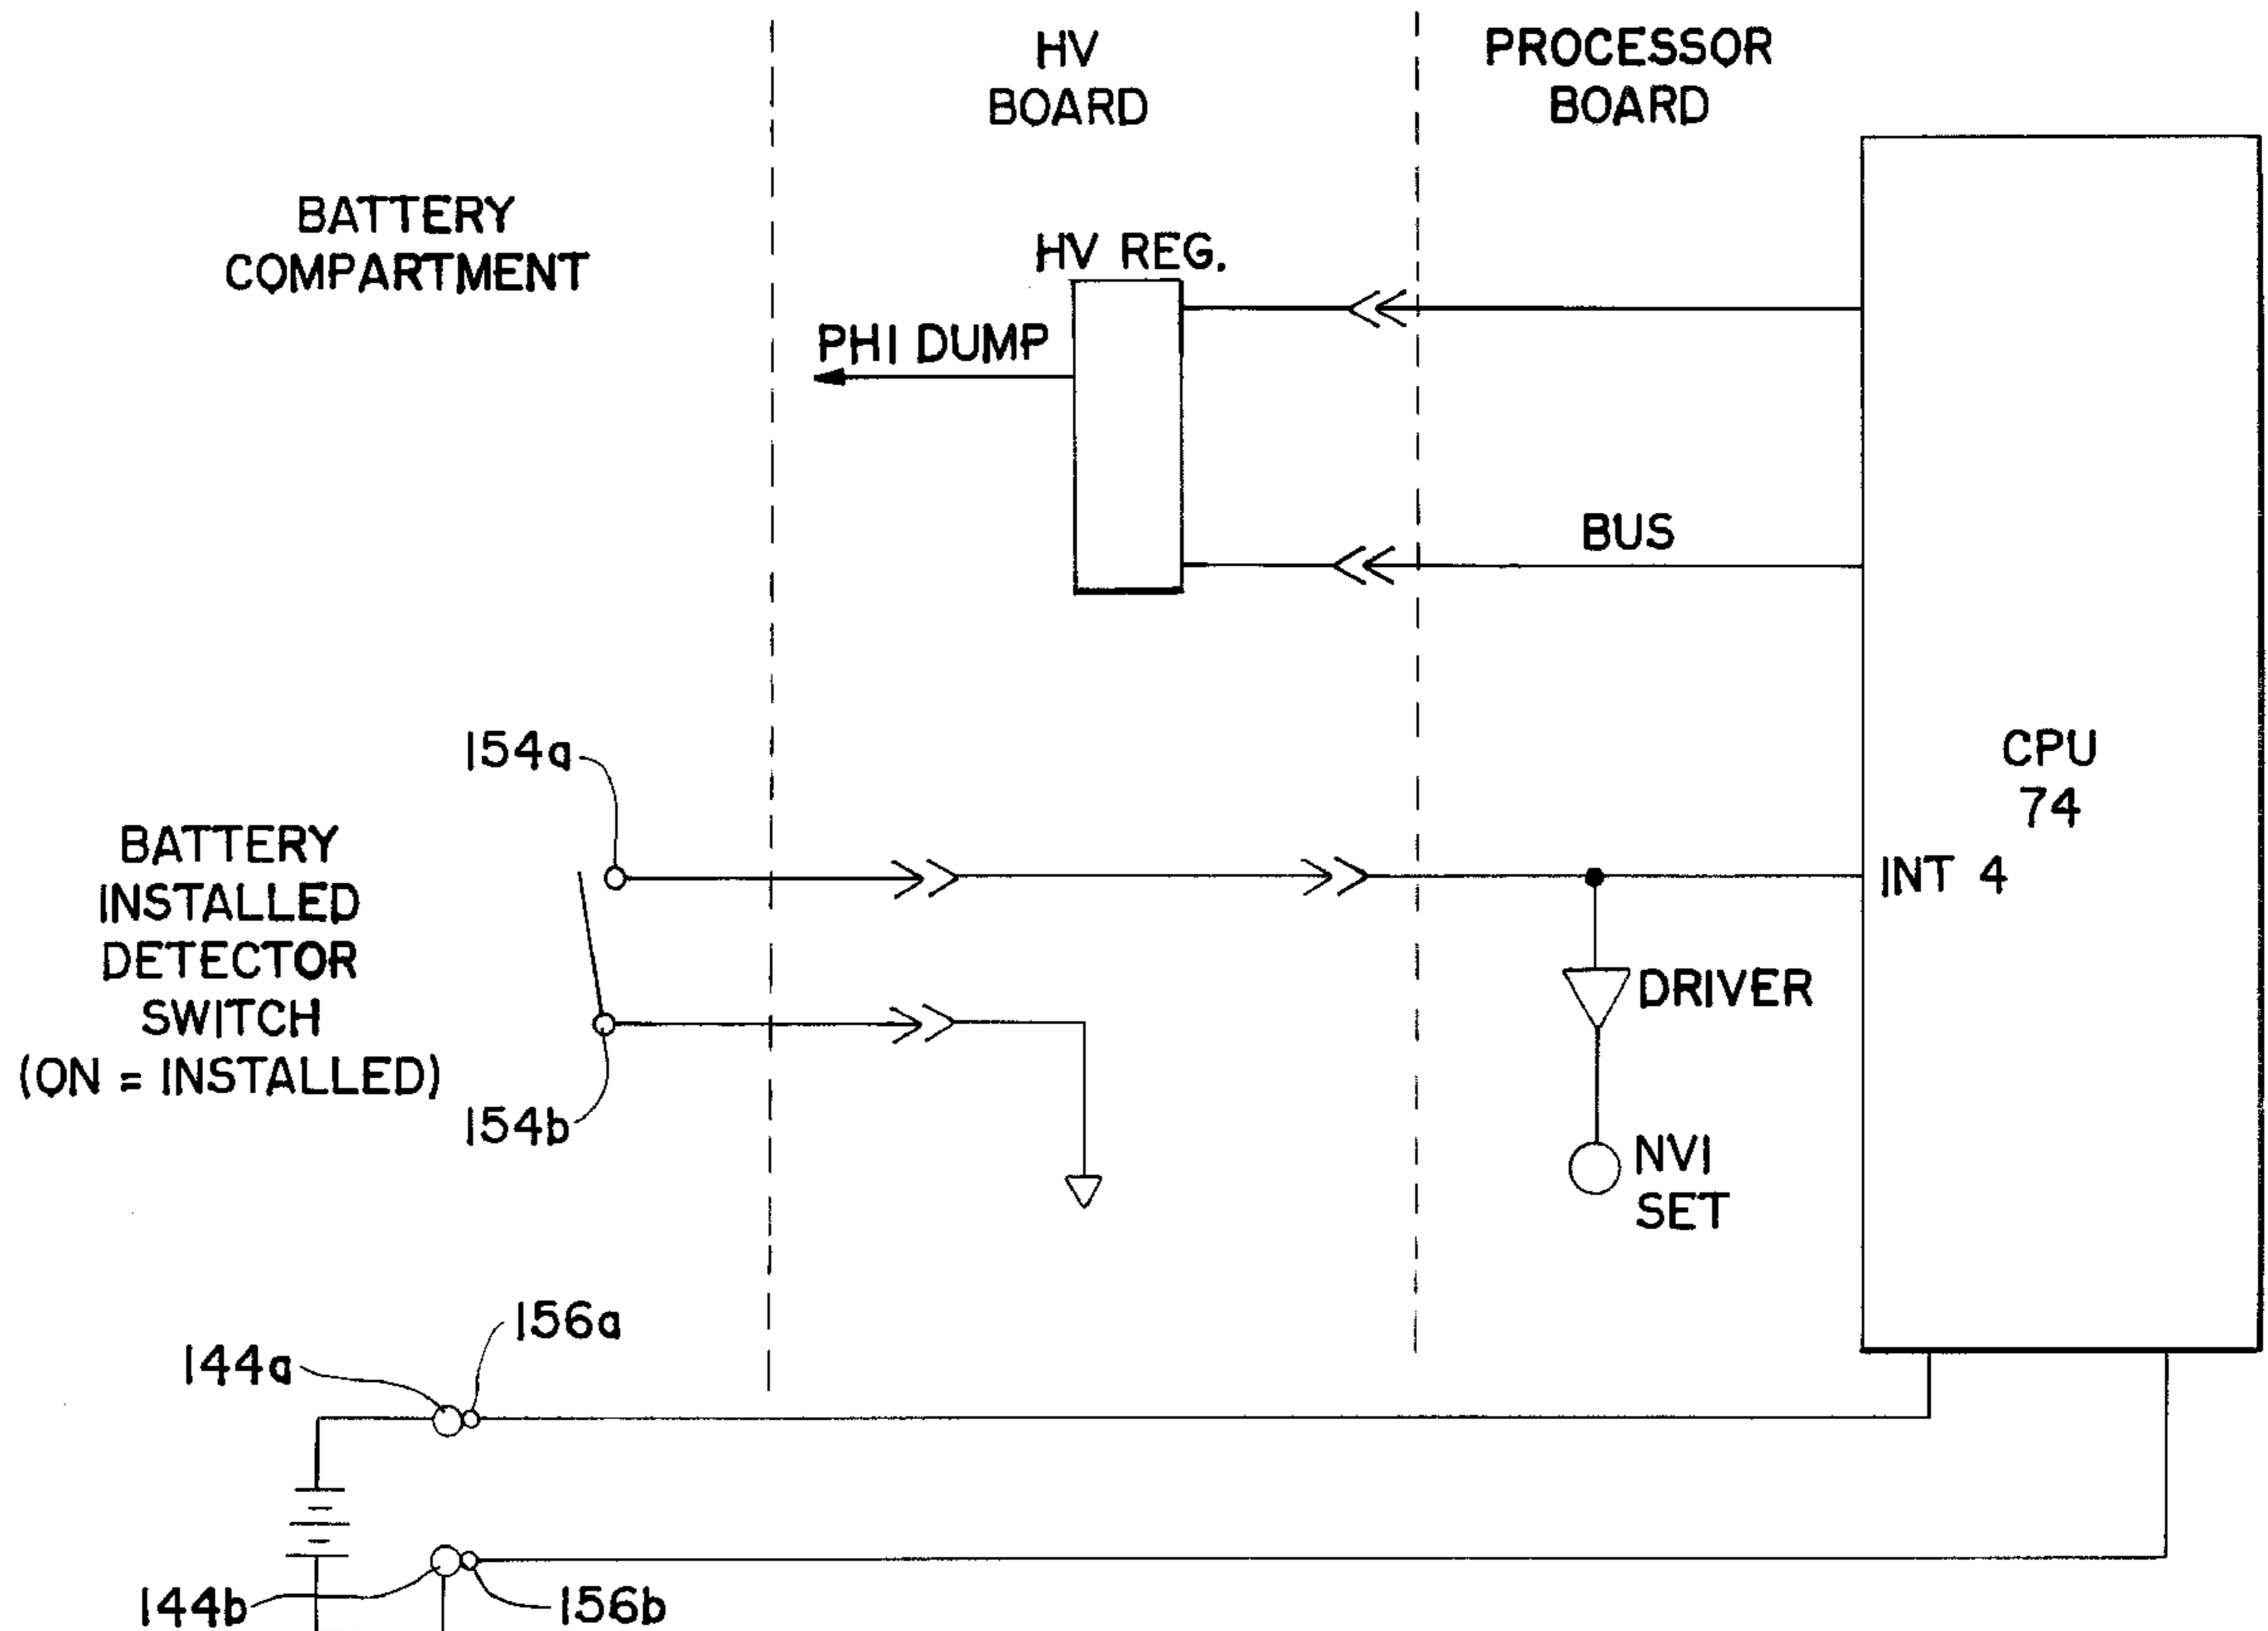 HV
BOARD
PROCESSOR
BOARD
BATTERY
COMPARTMENT
HV REG.
PHI DUMP
BUS
CPU
74
154a
BATTERY
INSTALLED
DETECTOR
SWITCH
(ON = INSTALLED)
INT 4
DRIVER
154b
NVI
SET
156a
144a
144b
156b